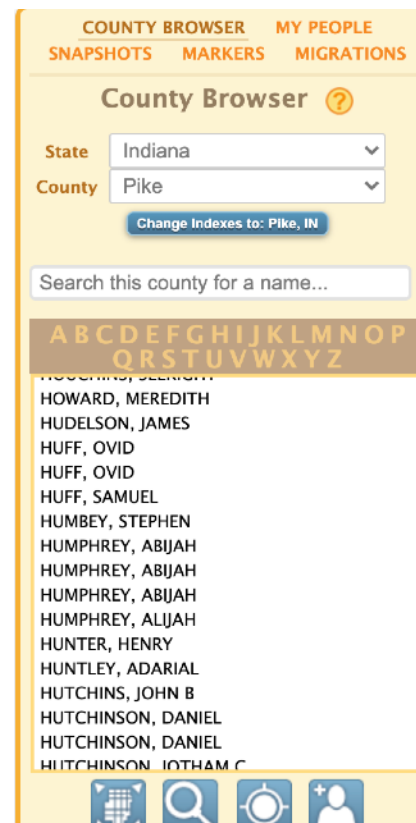 COUNTY BROWSER MY PEOPLE
SNAPSHOTS MARKERS MIGRATIONS
County Browser ?
State Indiana
County Pike
Change Indexes to: Pike, IN
Search this county for a name...
A B C D E F G H I J K L M N O P
Q R S T U V W X Y Z
HOWARD, MEREDITH
HUDELSON, JAMES
HUFF, OVID
HUFF, OVID
HUFF, SAMUEL
HUMBEY, STEPHEN
HUMPHREY, ABIJAH
HUMPHREY, ABIJAH
HUMPHREY, ABIJAH
HUMPHREY, ALIJAH
HUNTER, HENRY
HUNTLEY, ADARIAL
HUTCHINS, JOHN B
HUTCHINSON, DANIEL
HUTCHINSON, DANIEL
HUTCHINSON, JOTHAM C